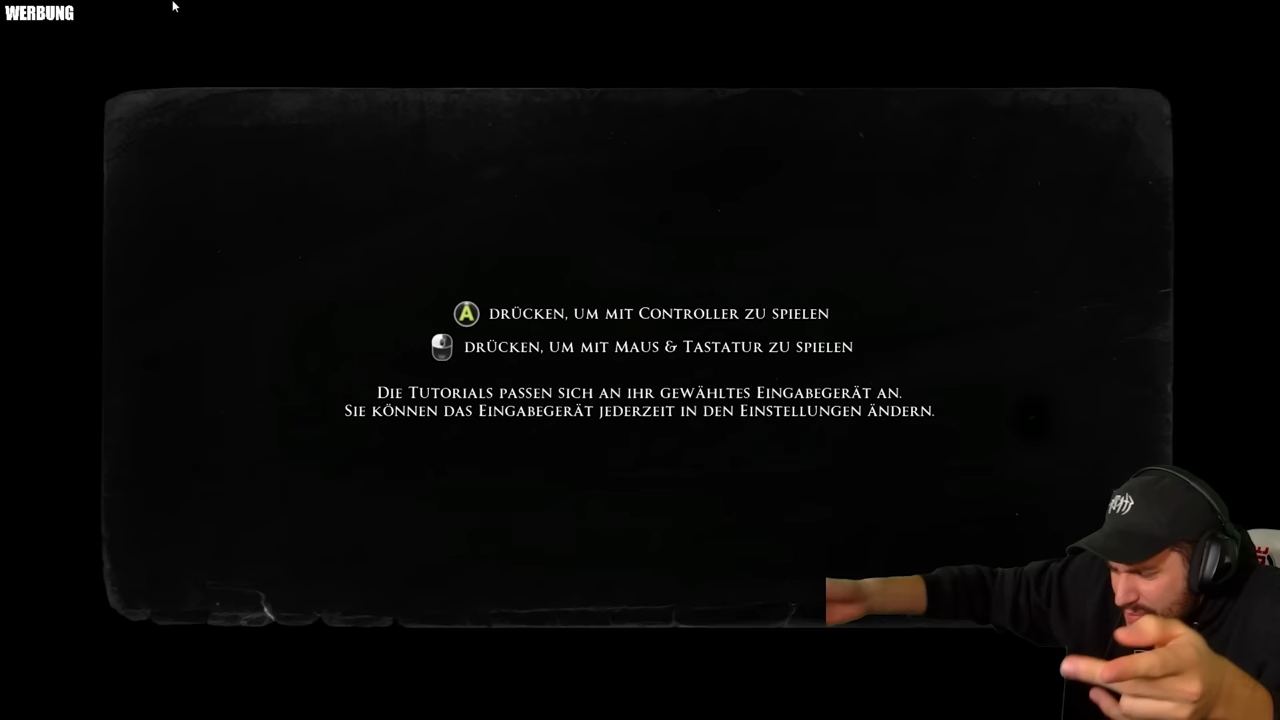 WERBUNG
A DRÜCKEN, UM MIT CONTROLLER ZU SPIELEN
DRÜCKEN, UM MIT MAUS & TASTATUR ZU SPIELEN
DIE TUTORIALS PASSEN SICH AN IHR GEWÄHLTES EINGABEGERÄT AN.
SIE KÖNNEN DAS EINGABEGERÄT JEDERZEIT IN DEN EINSTELLUNGEN ÄNDERN.